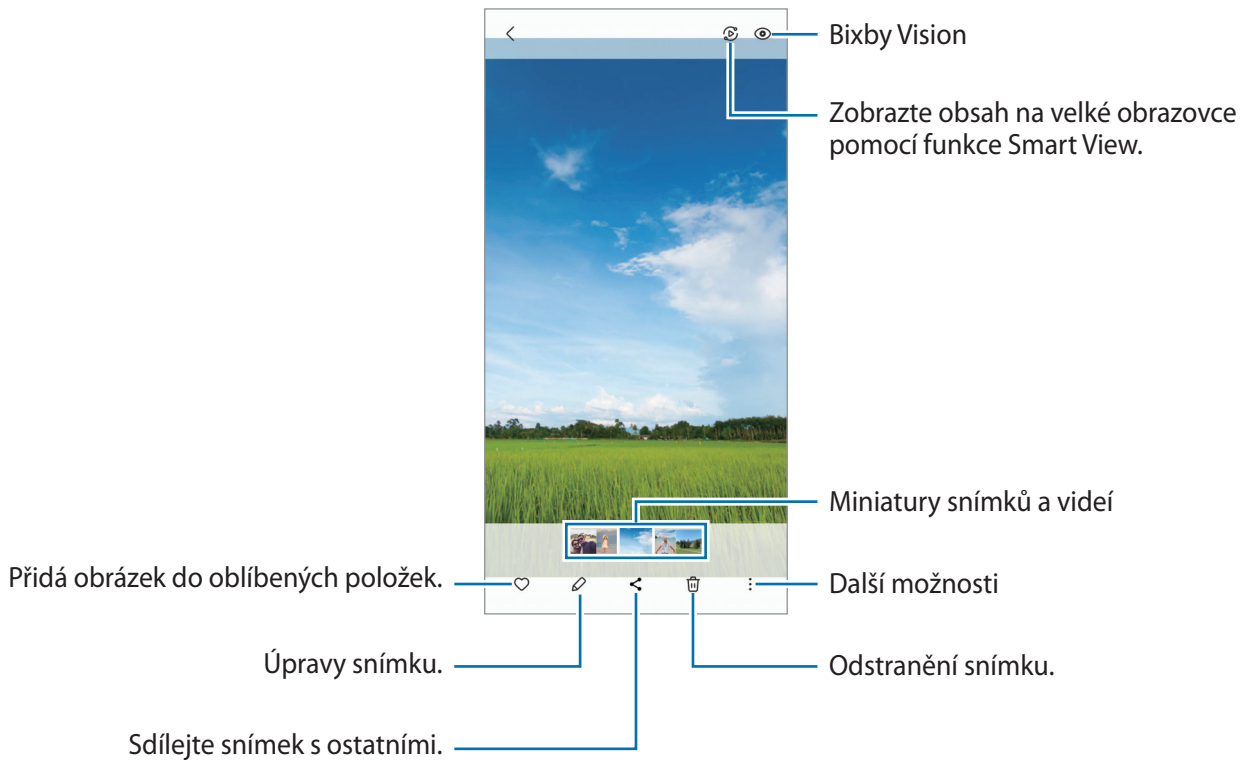 Bixby Vision
Zobrazte obsah na velké obrazovce
pomocí funkce Smart View.
Miniatury snímků a videí
Přidá obrázek do oblíbených položek.
Další možnosti
Úpravy snímku.
Odstranění snímku.
Sdílejte snímek s ostatními.